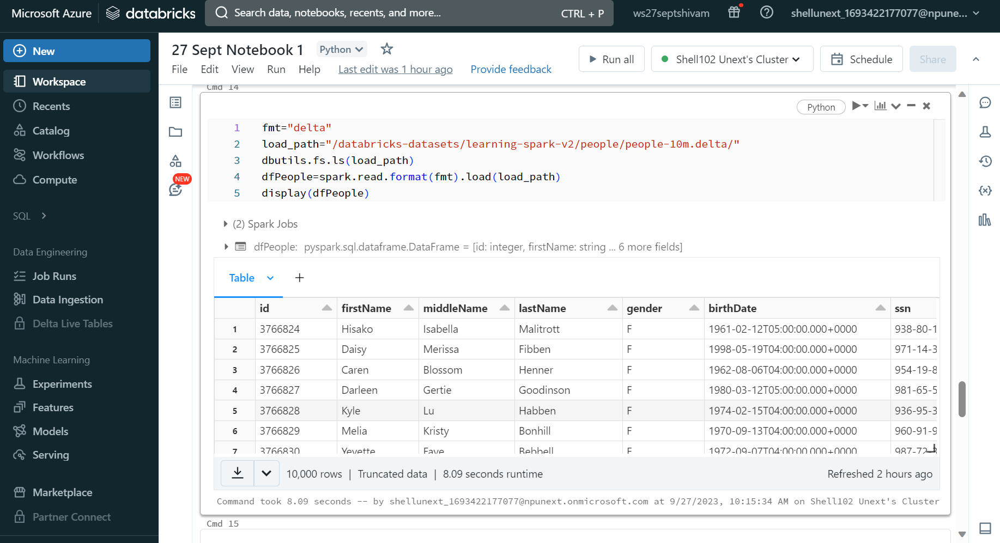 Microsoft Azure databricks Search data, notebooks, recents, and more... CTRL + P ws27septshivam shellunext_1693422177077@npune...
New
Workspace
Recents
Catalog
Workflows
Compute
SQL
Data Engineering
Job Runs
Data Ingestion
Delta Live Tables
Machine Learning
Experiments
Features
Models
Serving
Marketplace
Partner Connect
27 Sept Notebook 1 Python
Run all Shell102 Unext's Cluster Schedule Share
File Edit View Run Help Last edit was 1 hour ago Provide feedback
NEW
Cmd 14
Python
1 fmt="delta"
2 load_path="/databricks-datasets/learning-spark-v2/people/people-10m.delta/"
3 dbutils.fs.ls(load_path)
4 dfPeople=spark.read.format(fmt).load(load_path)
5 display(dfPeople)
(2) Spark Jobs
dfPeople: pyspark.sql.dataframe.DataFrame = [id: integer, firstName: string ... 6 more fields]
Table +
id firstName middleName lastName gender birthDate ssn
1 3766824 Hisako Isabella Malitrott F 1961-02-12T05:00:00.000+0000 938-80-1
2 3766825 Daisy Merissa Fibben F 1998-05-19T04:00:00.000+0000 971-14-3
3 3766826 Caren Blossom Henner F 1962-08-06T04:00:00.000+0000 954-19-8
4 3766827 Darleen Gertie Goodinson F 1980-03-12T05:00:00.000+0000 981-65-5
5 3766828 Kyle Lu Habben F 1974-02-15T04:00:00.000+0000 936-95-3
6 3766829 Melia Kristy Bonhill F 1970-09-13T04:00:00.000+0000 960-91-9
7 3766830 Yevette Faye Bebbell F 1972-09-07T04:00:00.000+0000 987-72-3
10,000 rows | Truncated data | 8.09 seconds runtime Refreshed 2 hours ago
Command took 8.09 seconds -- by shellunext_1693422177077@npunext.onmicrosoft.com at 9/27/2023, 10:15:34 AM on Shell102 Unext's Cluster
Cmd 15